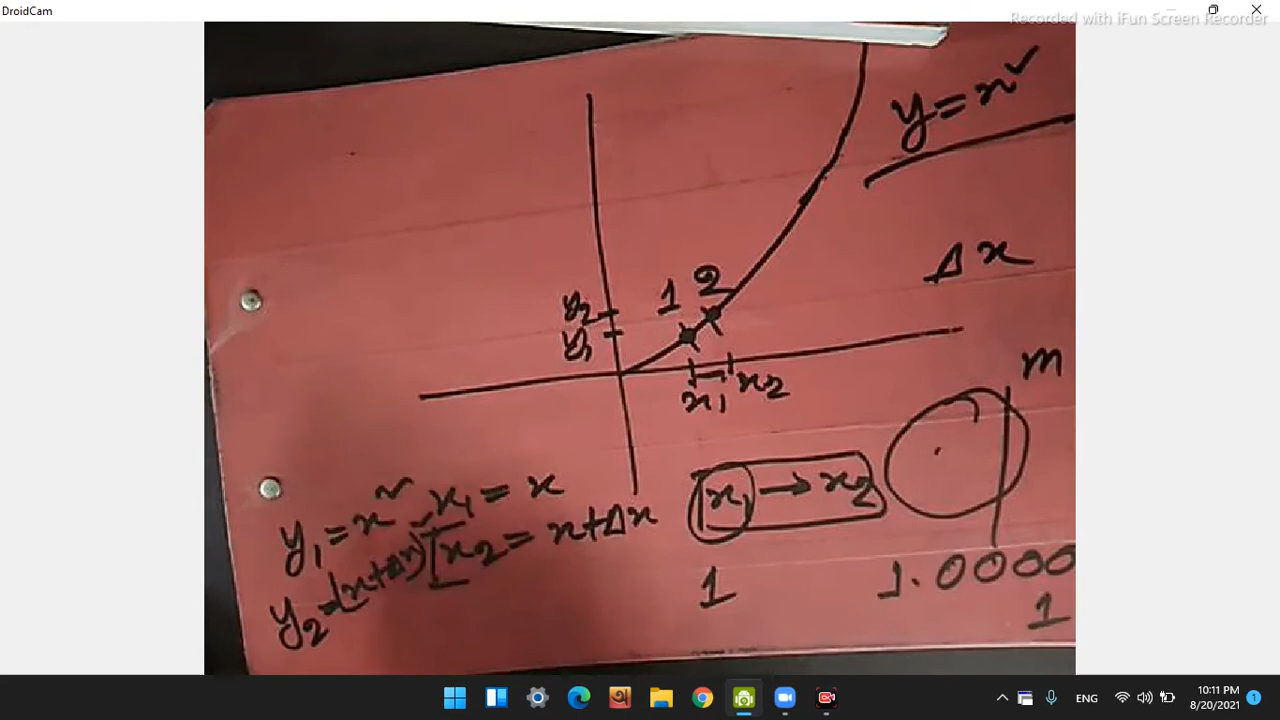 DroidCam
Recorded with iFun Screen Recorder
y = x²
Δx
1 2
y₂
y₁
x₁ x₂
m
x₁ → x₂
y₁ = x² x₁ = x
y₂ = (x+Δx)² [x₂ = x+Δx
1
1.0000
1
ENG
10:11 PM
8/20/2021
1